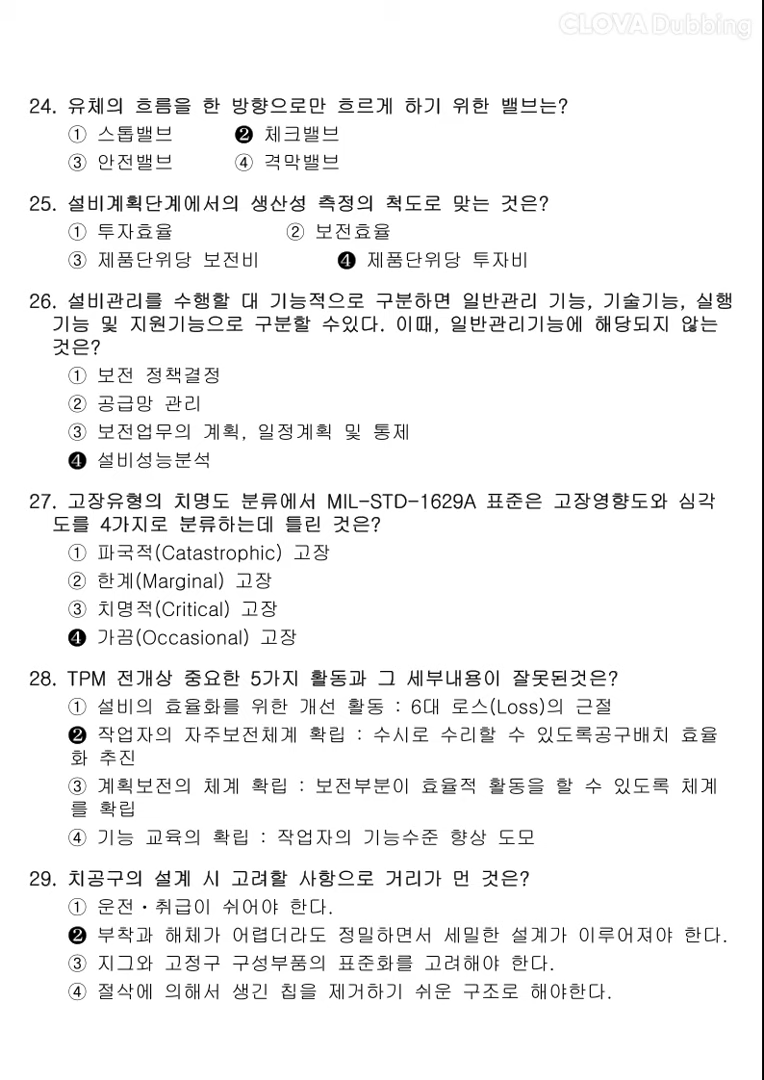 CLOVA Dubbing
24. 유체의 흐름을 한 방향으로만 흐르게 하기 위한 밸브는?
① 스톱밸브 ❷ 체크밸브
③ 안전밸브 ④ 격막밸브
25. 설비계획단계에서의 생산성 측정의 척도로 맞는 것은?
① 투자효율 ② 보전효율
③ 제품단위당 보전비 ❹ 제품단위당 투자비
26. 설비관리를 수행할 대 기능적으로 구분하면 일반관리 기능, 기술기능, 실행
기능 및 지원기능으로 구분할 수있다. 이때, 일반관리기능에 해당되지 않는
것은?
① 보전 정책결정
② 공급망 관리
③ 보전업무의 계획, 일정계획 및 통제
❹ 설비성능분석
27. 고장유형의 치명도 분류에서 MIL-STD-1629A 표준은 고장영향도와 심각
도를 4가지로 분류하는데 틀린 것은?
① 파국적(Catastrophic) 고장
② 한계(Marginal) 고장
③ 치명적(Critical) 고장
❹ 가끔(Occasional) 고장
28. TPM 전개상 중요한 5가지 활동과 그 세부내용이 잘못된것은?
① 설비의 효율화를 위한 개선 활동 : 6대 로스(Loss)의 근절
❷ 작업자의 자주보전체계 확립 : 수시로 수리할 수 있도록공구배치 효율
화 추진
③ 계획보전의 체계 확립 : 보전부분이 효율적 활동을 할 수 있도록 체계
를 확립
④ 기능 교육의 확립 : 작업자의 기능수준 향상 도모
29. 치공구의 설계 시 고려할 사항으로 거리가 먼 것은?
① 운전·취급이 쉬어야 한다.
❷ 부착과 해체가 어렵더라도 정밀하면서 세밀한 설계가 이루어져야 한다.
③ 지그와 고정구 구성부품의 표준화를 고려해야 한다.
④ 절삭에 의해서 생긴 칩을 제거하기 쉬운 구조로 해야한다.